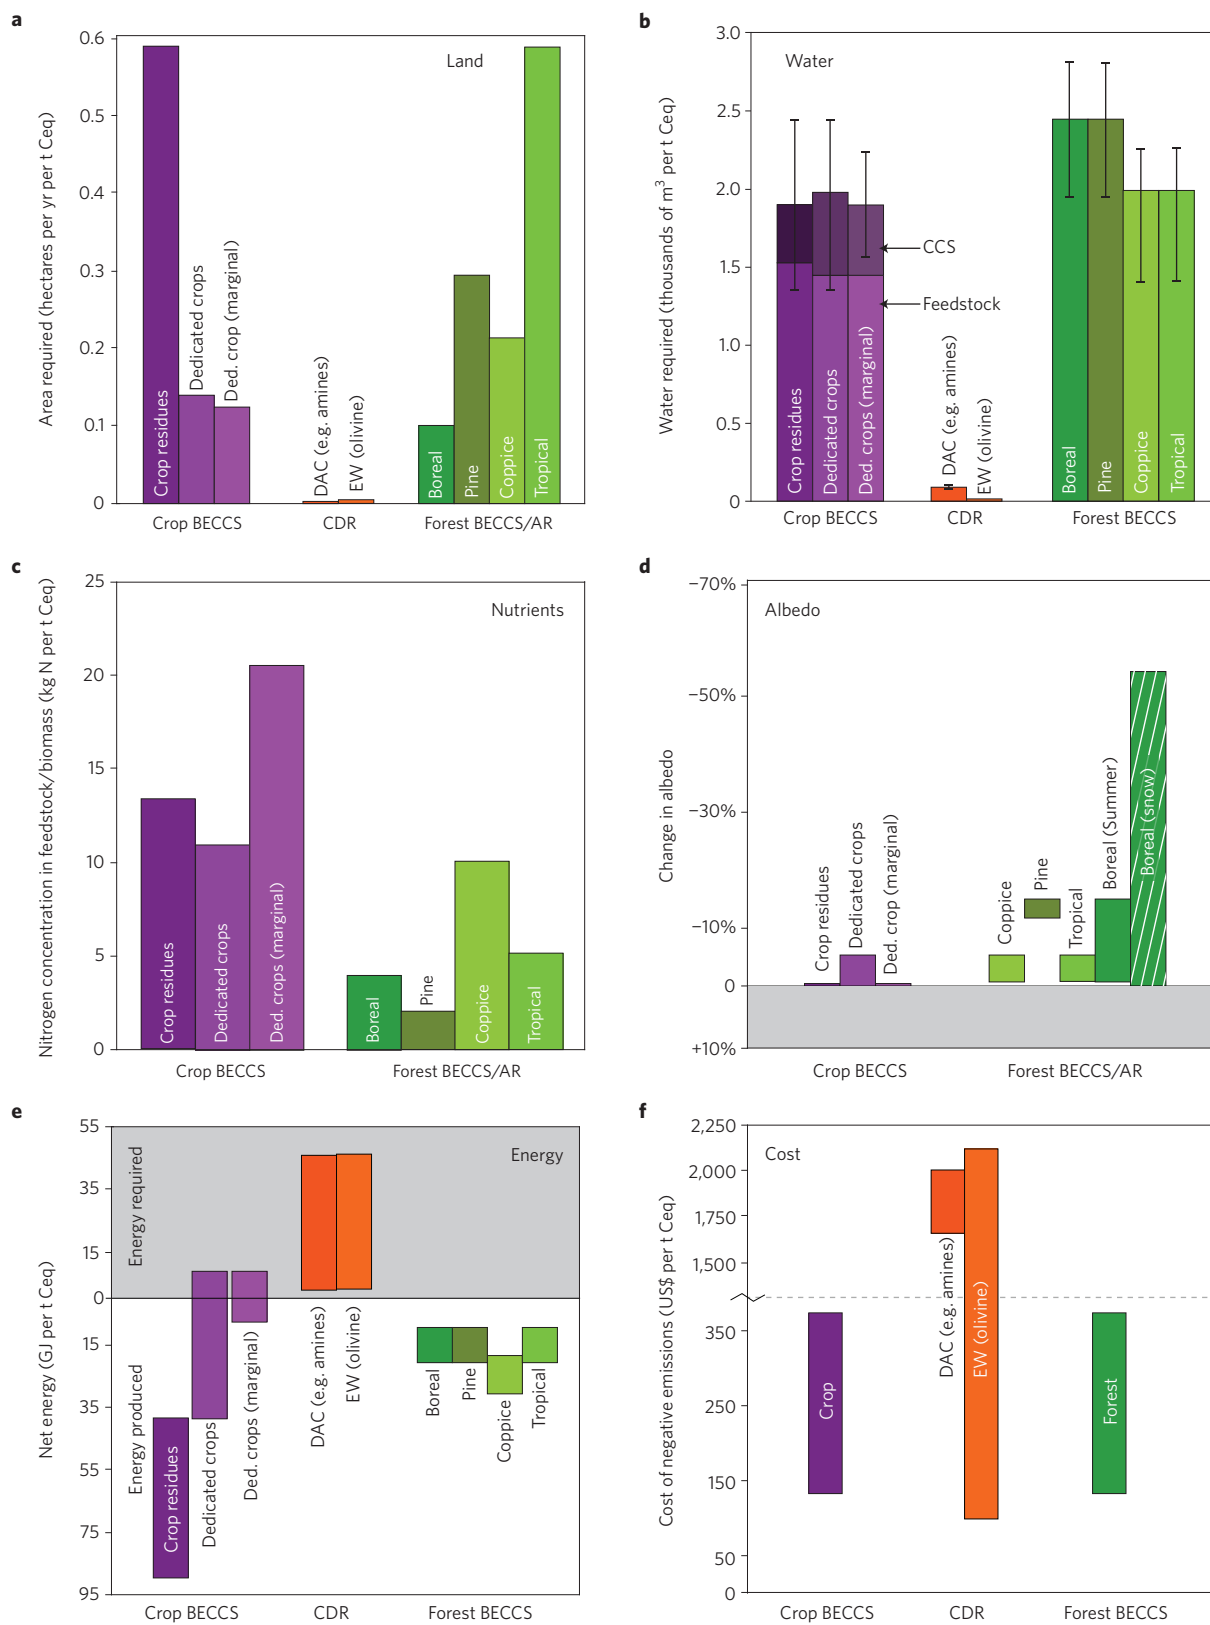 a
Area required (hectares per yr per t Ceq)
0.6
0.5
0.4
0.3
0.2
0.1
0
Land
Crop residues
Dedicated crops
Ded. crop (marginal)
DAC (e.g. amines)
EW (olivine)
Boreal
Pine
Coppice
Tropical
Crop BECCS
CDR
Forest BECCS/AR
b
Water required (thousands of m³ per t Ceq)
3.0
2.5
2.0
1.5
1.0
0.5
0
Water
CCS
Feedstock
Crop residues
Dedicated crops
Ded. crops (marginal)
DAC (e.g. amines)
EW (olivine)
Boreal
Pine
Coppice
Tropical
Crop BECCS
CDR
Forest BECCS
c
Nitrogen concentration in feedstock/biomass (kg N per t Ceq)
25
20
15
10
5
0
Nutrients
Crop residues
Dedicated crops
Ded. crops (marginal)
Boreal
Pine
Coppice
Tropical
Crop BECCS
Forest BECCS/AR
d
Change in albedo
−70%
−50%
−30%
−10%
0
+10%
Albedo
Crop residues
Dedicated crops
Ded. crop (marginal)
Coppice
Pine
Tropical
Boreal (Summer)
Boreal (snow)
Crop BECCS
Forest BECCS/AR
e
Net energy (GJ per t Ceq)
55
35
15
0
15
35
55
75
95
Energy required
Energy produced
Energy
Crop residues
Dedicated crops
Ded. crops (marginal)
DAC (e.g. amines)
EW (olivine)
Boreal
Pine
Coppice
Tropical
Crop BECCS
CDR
Forest BECCS
f
Cost of negative emissions (US$ per t Ceq)
2,250
2,000
1,750
1,500
350
250
150
50
0
Cost
Crop
DAC (e.g. amines)
EW (olivine)
Forest
Crop BECCS
CDR
Forest BECCS